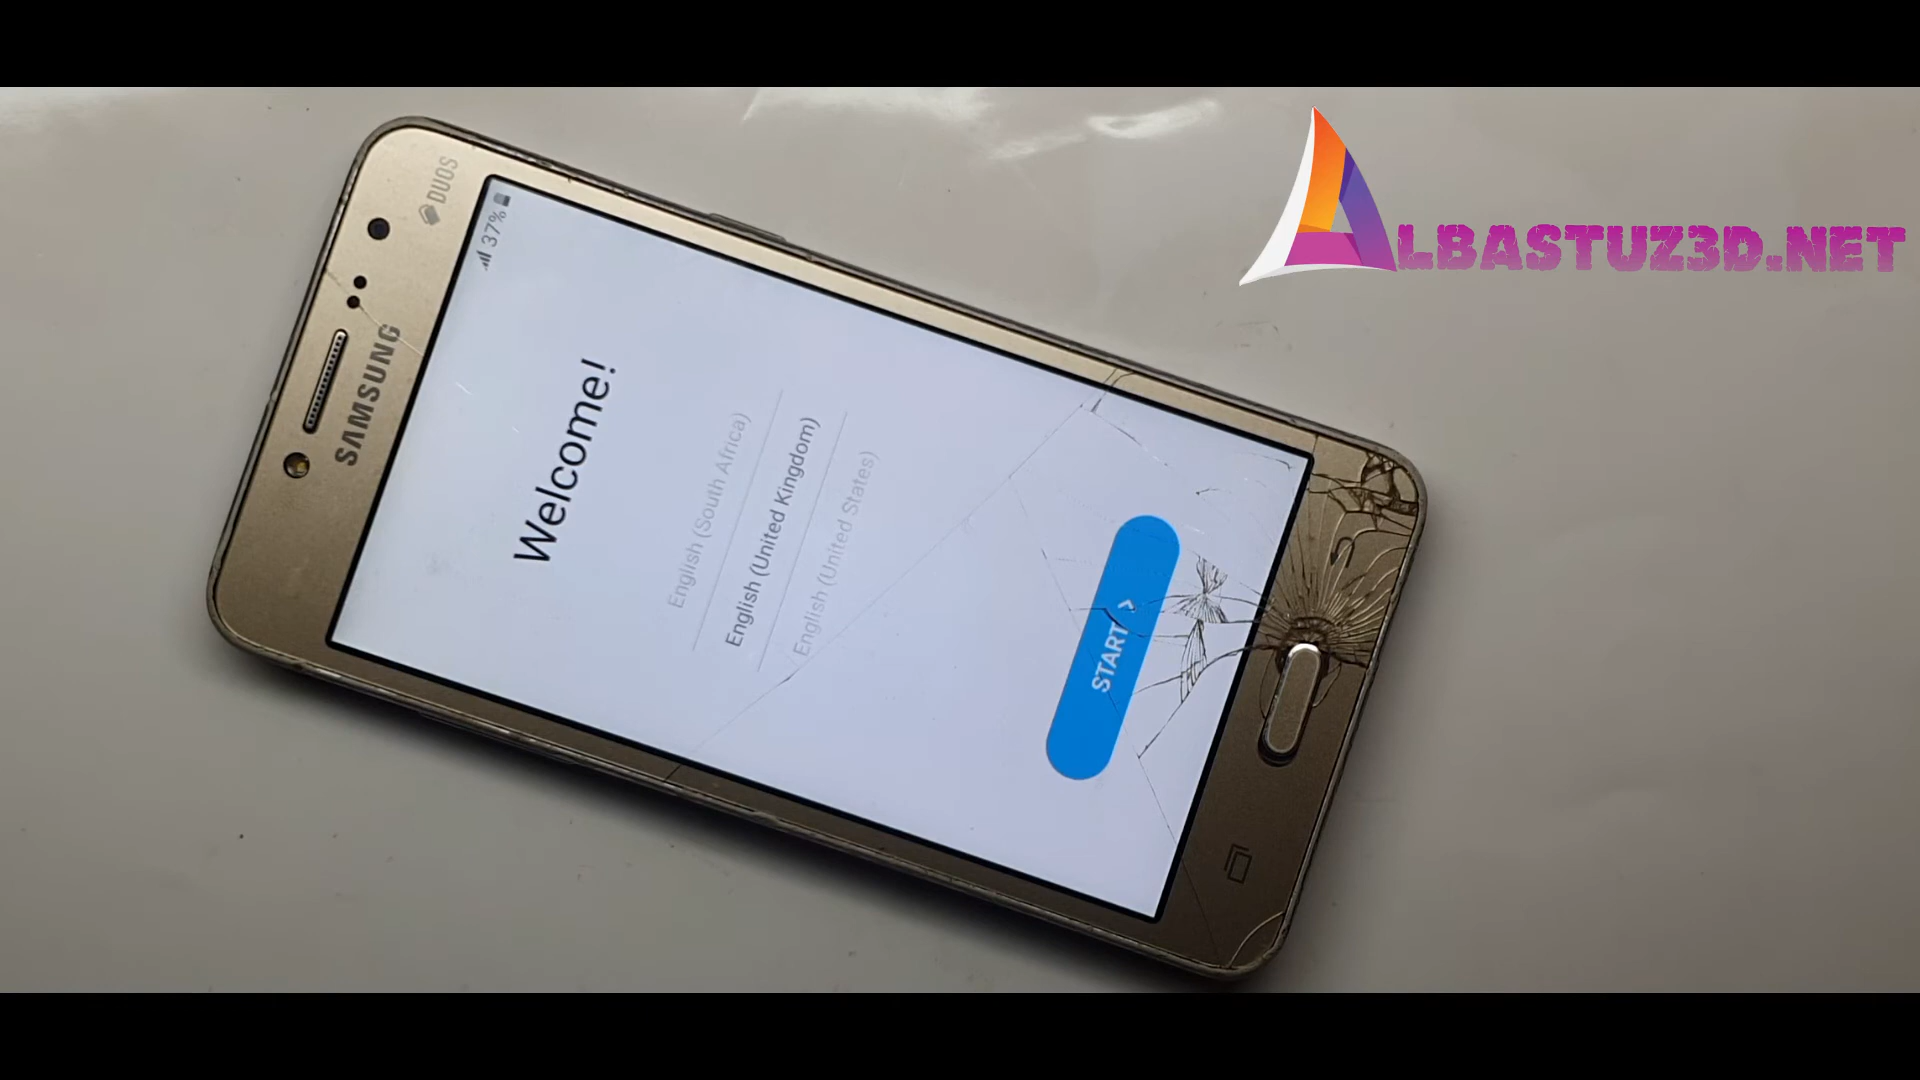 DUOS
37%
SAMSUNG
Welcome!
English (South Africa)
English (United Kingdom)
English (United States)
START >
ALBASTUZ3D.NET